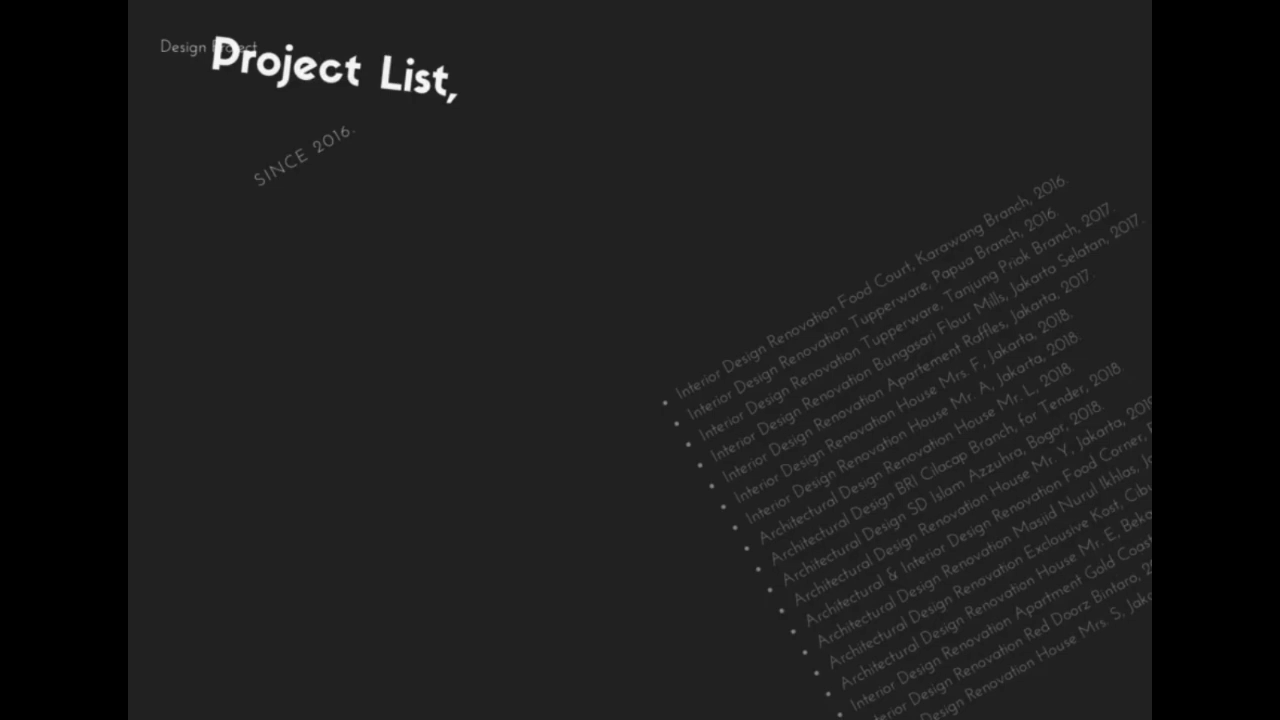 Design Project
Project List,
SINCE 2016.
Interior Design Renovation Food Court, Karawang Branch, 2016.
Interior Design Renovation Tupperware, Papua Branch, 2016.
Interior Design Renovation Tupperware, Tanjung Priok Branch, 2017.
Interior Design Renovation Bungasari Flour Mills, Jakarta Selatan, 2017.
Interior Design Renovation Apartement Raffles, Jakarta, 2017.
Interior Design Renovation House Mrs. F, Jakarta, 2018.
Interior Design Renovation House Mr. A, Jakarta, 2018.
Architectural Design Renovation House Mr. L, 2018.
Architectural Design BRI Cilacap Branch, for Tender, 2018.
Architectural Design SD Islam Azzuhra, Bogor, 2018.
Architectural Design Renovation House Mr. Y, Jakarta, 2019
Architectural & Interior Design Renovation Food Corner,
Architectural Design Renovation Masjid Nurul Ikhlas,
Architectural Design Renovation Exclousive Kost,
Architectural Design Renovation House Mr. E,
Interior Design Renovation Apartment Gold Coast
Design Renovation Red Doorz Bintaro,
Design Renovation House Mrs. S,